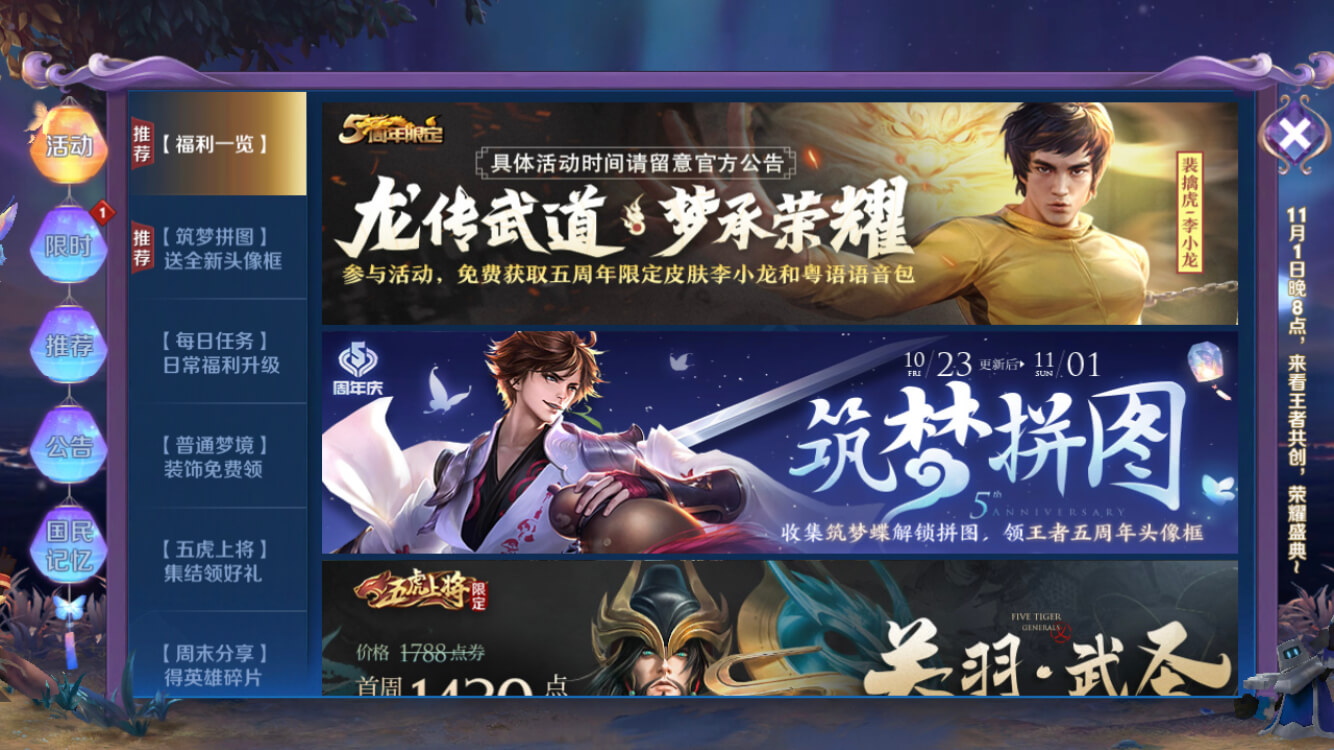 活动
限时
1
推荐
公告
国民
记忆
推荐
【福利一览】
推荐
【筑梦拼图】
送全新头像框
【每日任务】
日常福利升级
【普通梦境】
装饰免费领
【五虎上将】
集结领好礼
【周末分享】
得英雄碎片
5周年限定
具体活动时间请留意官方公告
龙传武道·梦承荣耀
参与活动，免费获取五周年限定皮肤李小龙和粤语语音包
裴擒虎-李小龙
5
周年庆
10/23 更新后 11/01
FRI SUN
筑梦拼图
5th ANNIVERSARY
收集筑梦蝶解锁拼图，领王者五周年头像框
五虎上将 限定
价格 1788点券
首周1430点
FIVE TIGER
GENERALS
关羽·武圣
11月1日晚8点，来看王者共创，荣耀盛典~